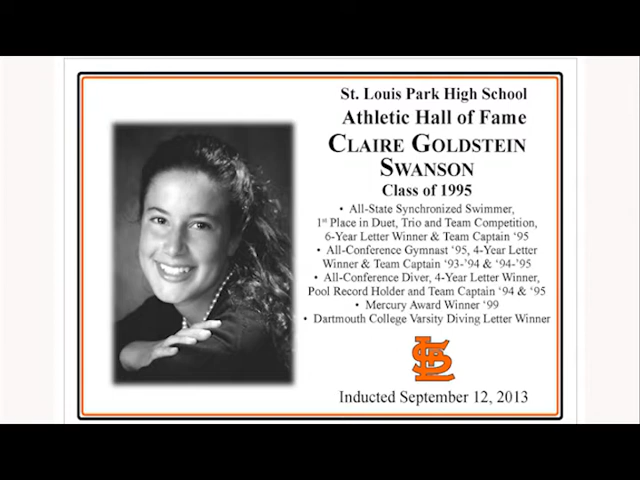 St. Louis Park High School
Athletic Hall of Fame
CLAIRE GOLDSTEIN
SWANSON
Class of 1995
• All-State Synchronized Swimmer,
1st Place in Duet, Trio and Team Competition,
6-Year Letter Winner & Team Captain ‘95
• All-Conference Gymnast ‘95, 4-Year Letter
Winner & Team Captain ‘93-’94 & ‘94-’95
• All-Conference Diver, 4-Year Letter Winner,
Pool Record Holder and Team Captain ‘94 & ‘95
• Mercury Award Winner ‘99
• Dartmouth College Varsity Diving Letter Winner
SLP
Inducted September 12, 2013